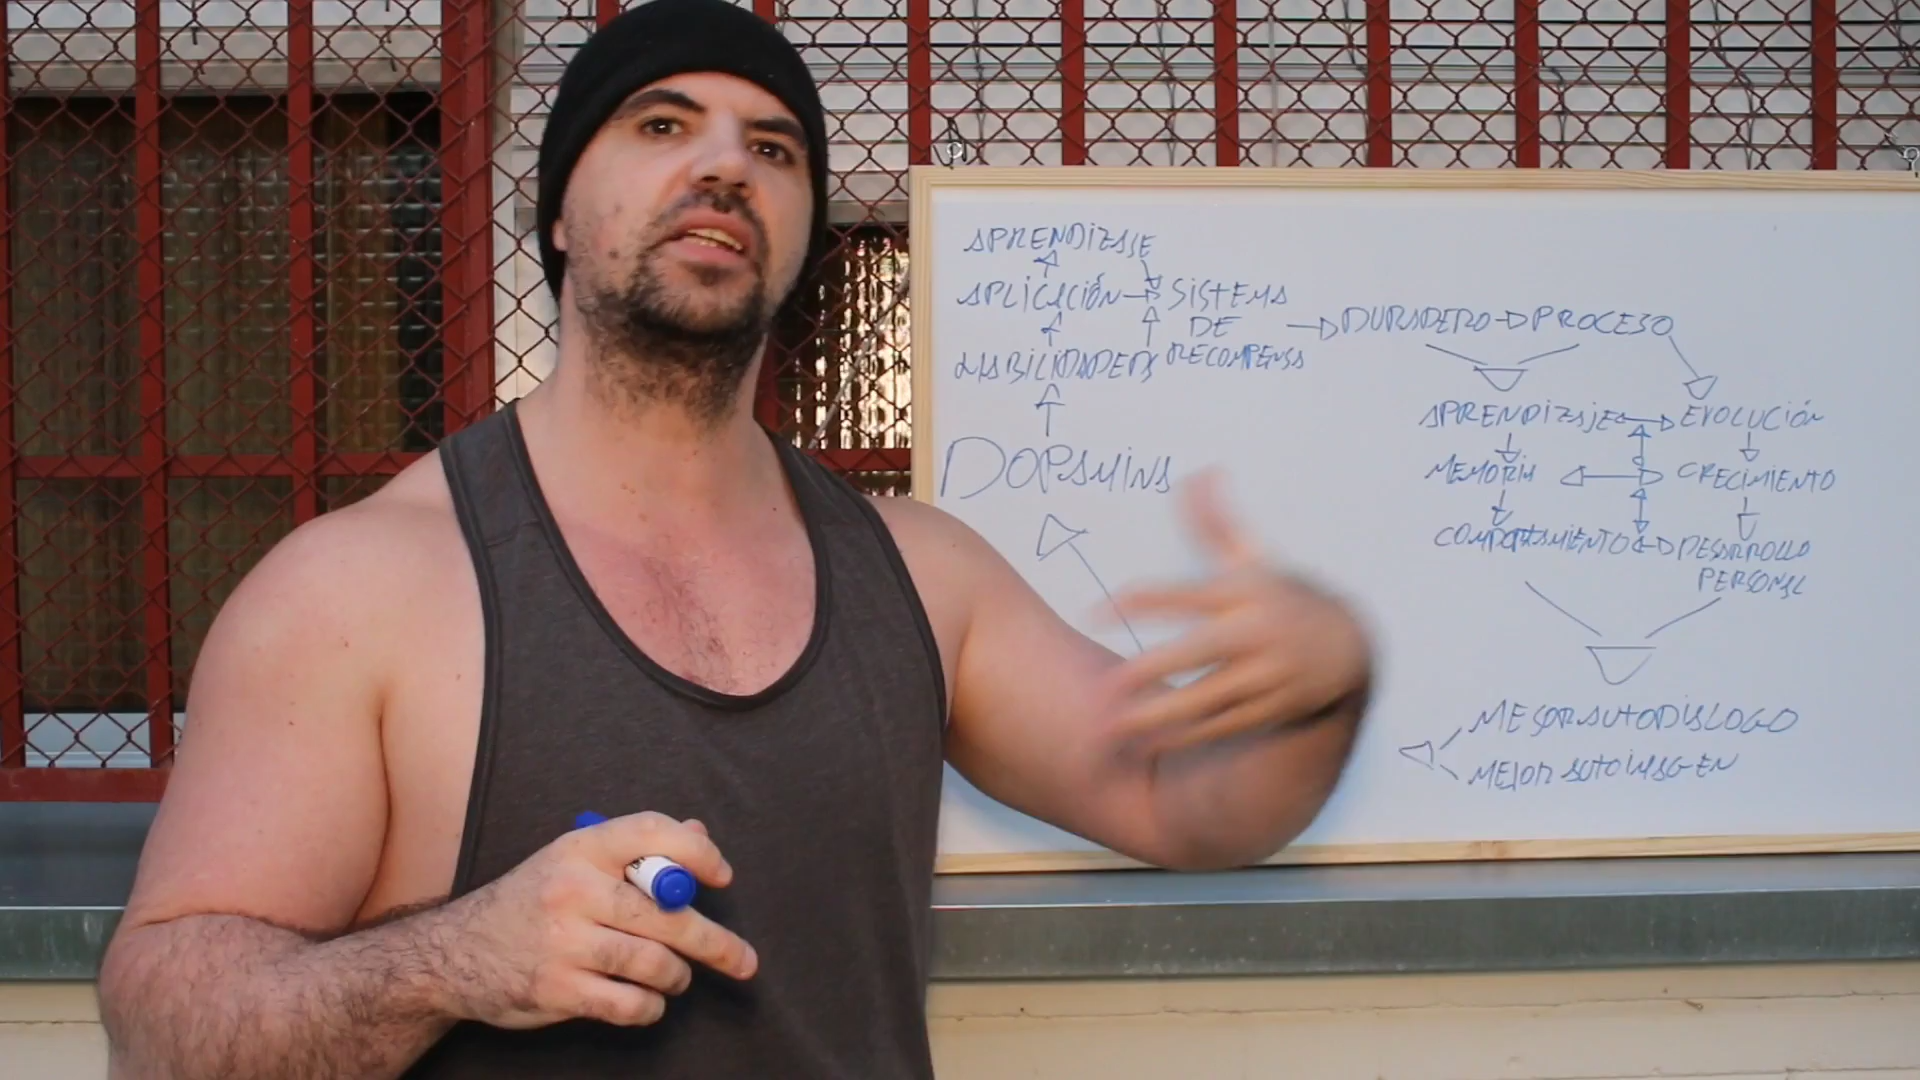 APRENDIZAJE
APLICACIÓN
HABILIDADES
DOPAMINA
SISTEMA
DE
RECOMPENSA
DURADERO
PROCESO
APRENDIZAJE
EVOLUCIÓN
MEMORIA
CRECIMIENTO
COMPORTAMIENTO
DESARROLLO
PERSONAL
MEJOR AUTODIALOGO
MEJOR AUTOIMAGEN